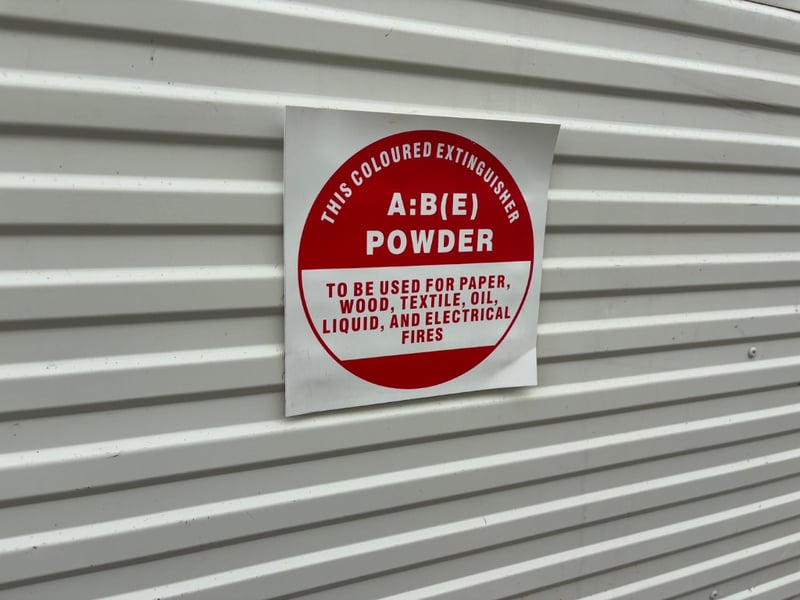 THIS COLOURED EXTINGUISHER
A:B(E)
POWDER
TO BE USED FOR PAPER,
WOOD, TEXTILE, OIL,
LIQUID, AND ELECTRICAL
FIRES